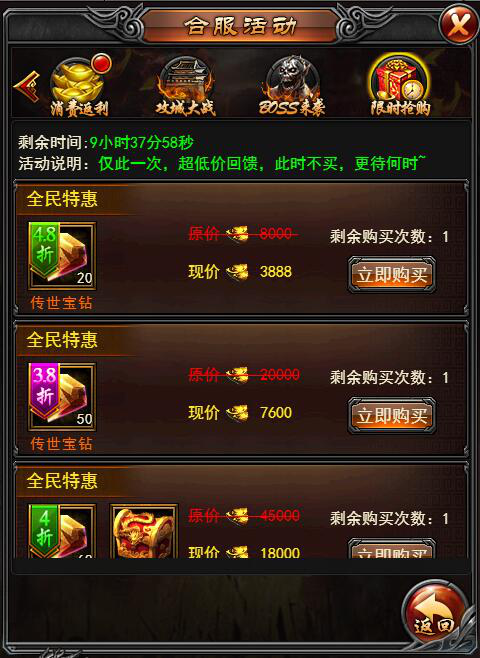 合服活动
消费返利 攻城大战 BOSS来袭 限时抢购
剩余时间:9小时37分58秒
活动说明: 仅此一次，超低价回馈，此时不买，更待何时~
全民特惠
4.8折
20
传世宝钻
原价 8000
现价 3888
剩余购买次数: 1
立即购买
全民特惠
3.8折
50
传世宝钻
原价 20000
现价 7600
剩余购买次数: 1
立即购买
全民特惠
4折
原价 45000
现价 18000
剩余购买次数: 1
立即购买
返回